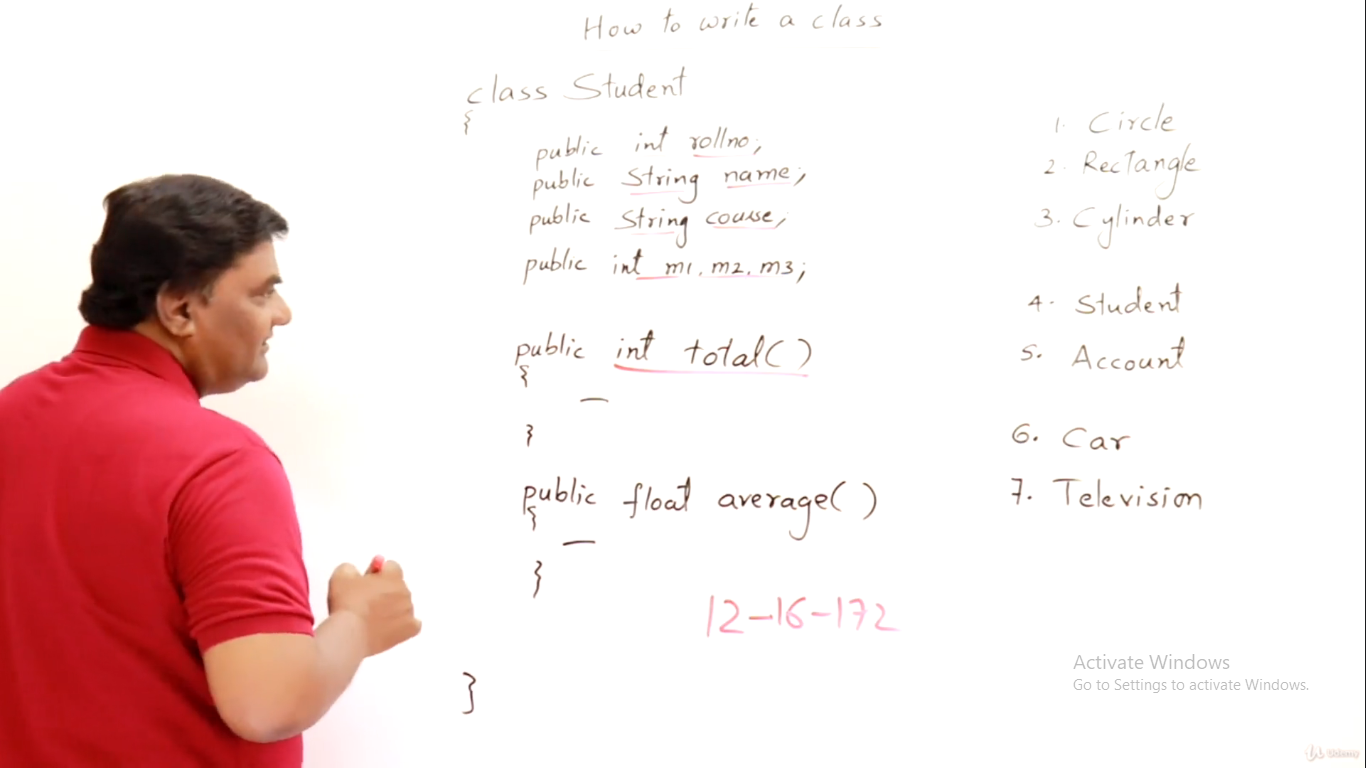 How to write a class
class Student
{
public int rollno;
public String name;
public String course;
public int m1, m2, m3;
public int total()
{
—
}
public float average()
{
—
}
12-16-172
}
1. Circle
2. Rectangle
3. Cylinder
4. Student
5. Account
6. Car
7. Television
Activate Windows
Go to Settings to activate Windows.
Udemy